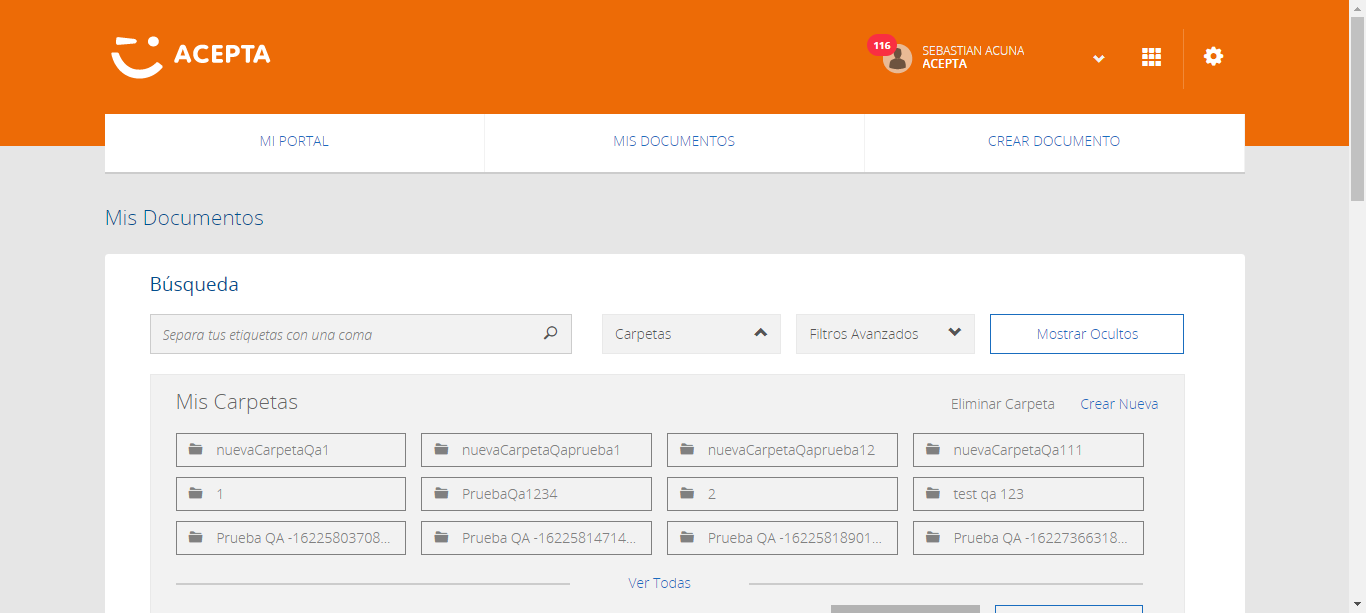 ACEPTA
116
SEBASTIAN ACUNA
ACEPTA
MI PORTAL
MIS DOCUMENTOS
CREAR DOCUMENTO
Mis Documentos
Búsqueda
Separa tus etiquetas con una coma
Carpetas
Filtros Avanzados
Mostrar Ocultos
Mis Carpetas
Eliminar Carpeta
Crear Nueva
nuevaCarpetaQa1
nuevaCarpetaQaprueba1
nuevaCarpetaQaprueba12
nuevaCarpetaQa111
1
PruebaQa1234
2
test qa 123
Prueba QA -16225803708...
Prueba QA -16225814714...
Prueba QA -16225818901...
Prueba QA -16227366318...
Ver Todas